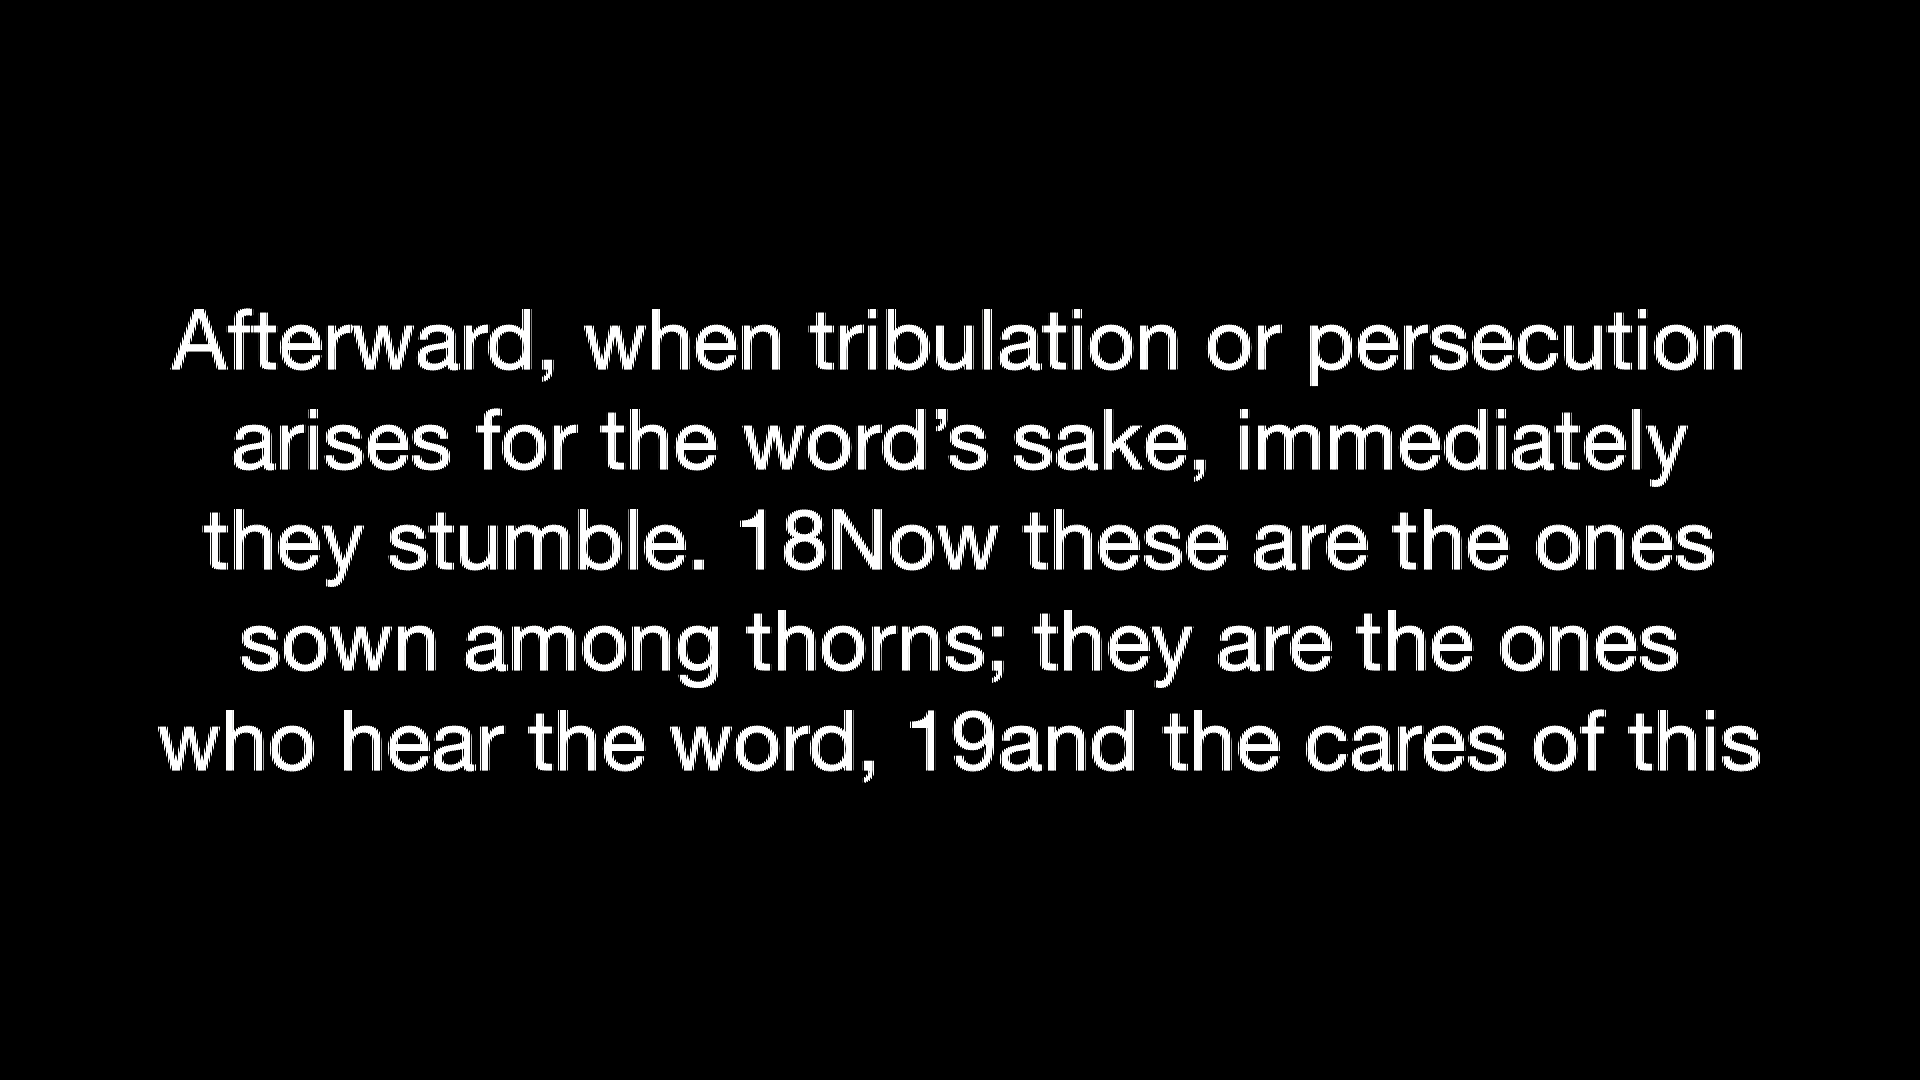 Afterward, when tribulation or persecution
arises for the word’s sake, immediately
they stumble. 18Now these are the ones
sown among thorns; they are the ones
who hear the word, 19and the cares of this